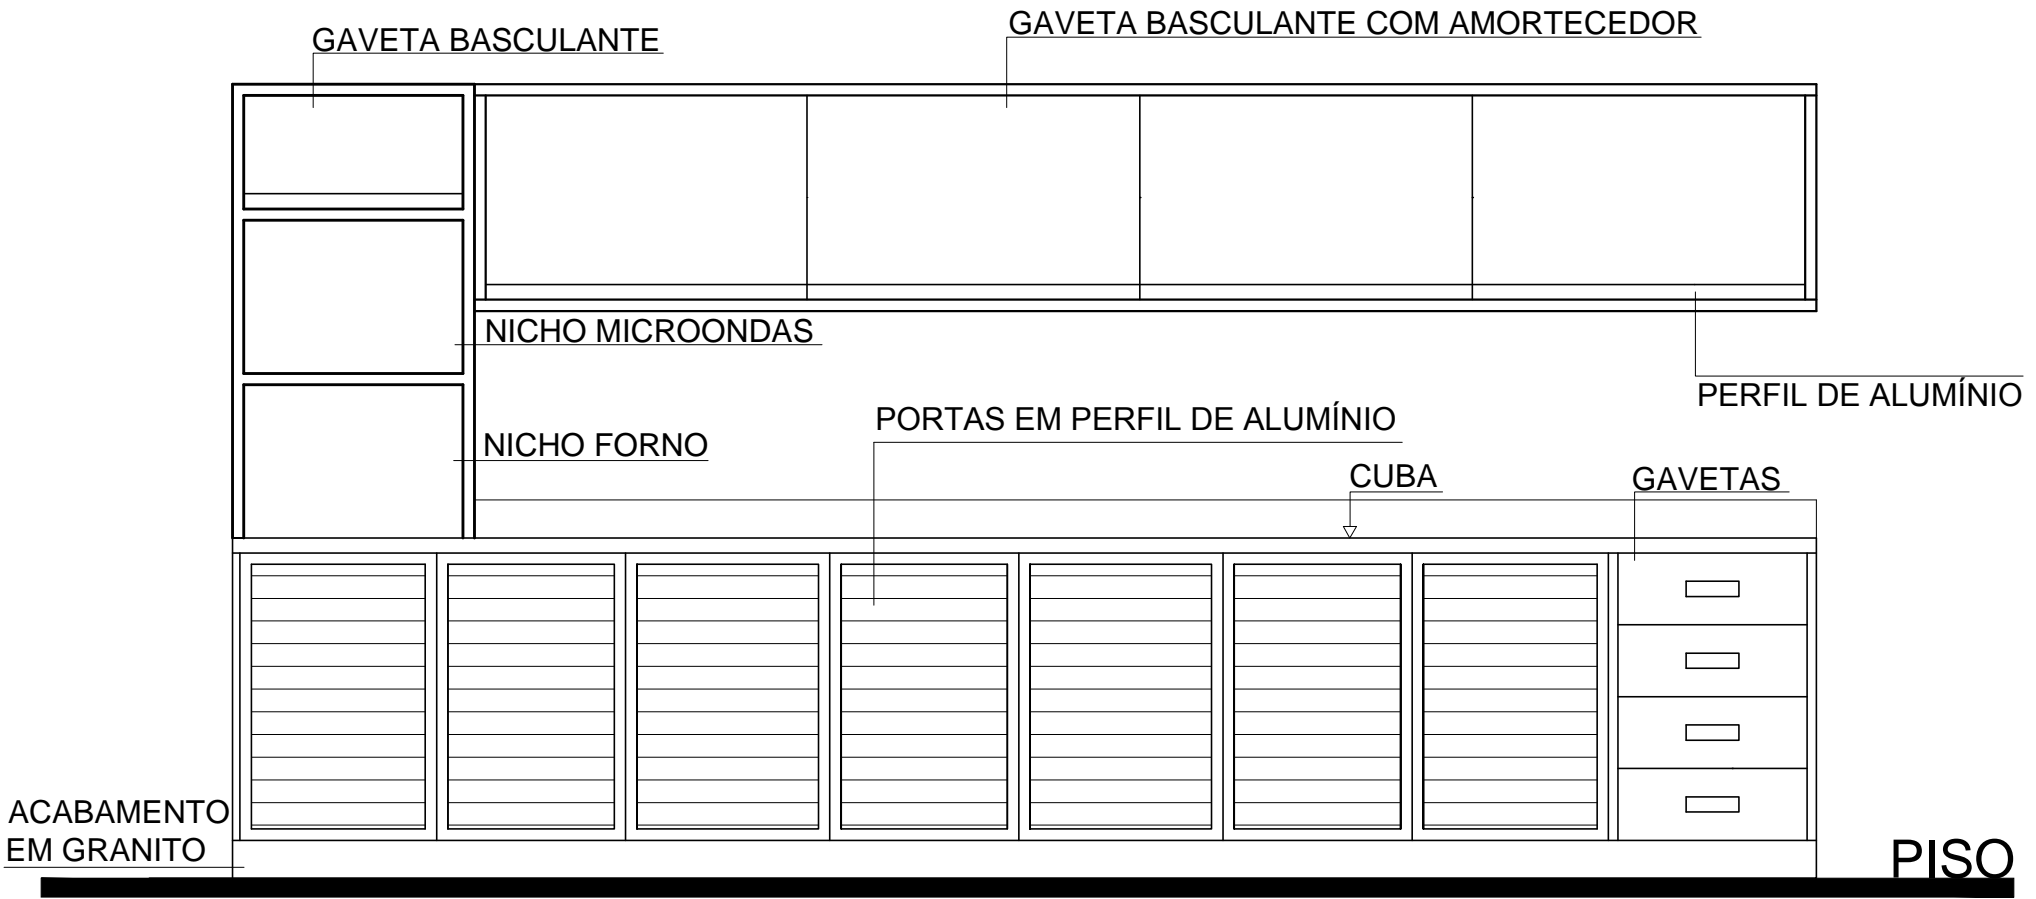 GAVETA BASCULANTE COM AMORTECEDOR
GAVETA BASCULANTE
NICHO MICROONDAS
PERFIL DE ALUMÍNIO
PORTAS EM PERFIL DE ALUMÍNIO
NICHO FORNO
CUBA
GAVETAS
ACABAMENTO
EM GRANITO
PISO